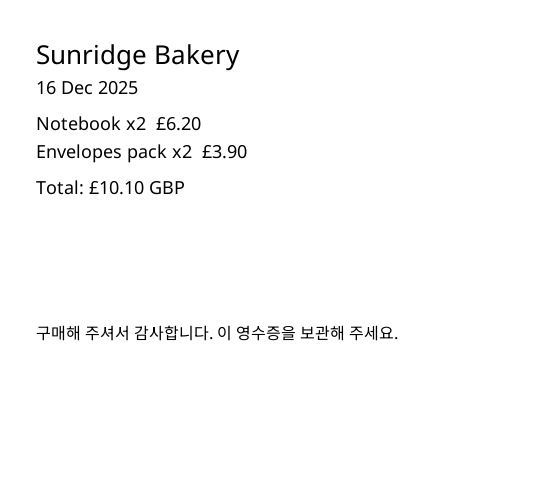 Sunridge Bakery
16 Dec 2025
Notebook x2  £6.20
Envelopes pack x2  £3.90
Total: £10.10 GBP
구매해 주셔서 감사합니다. 이 영수증을 보관해 주세요.